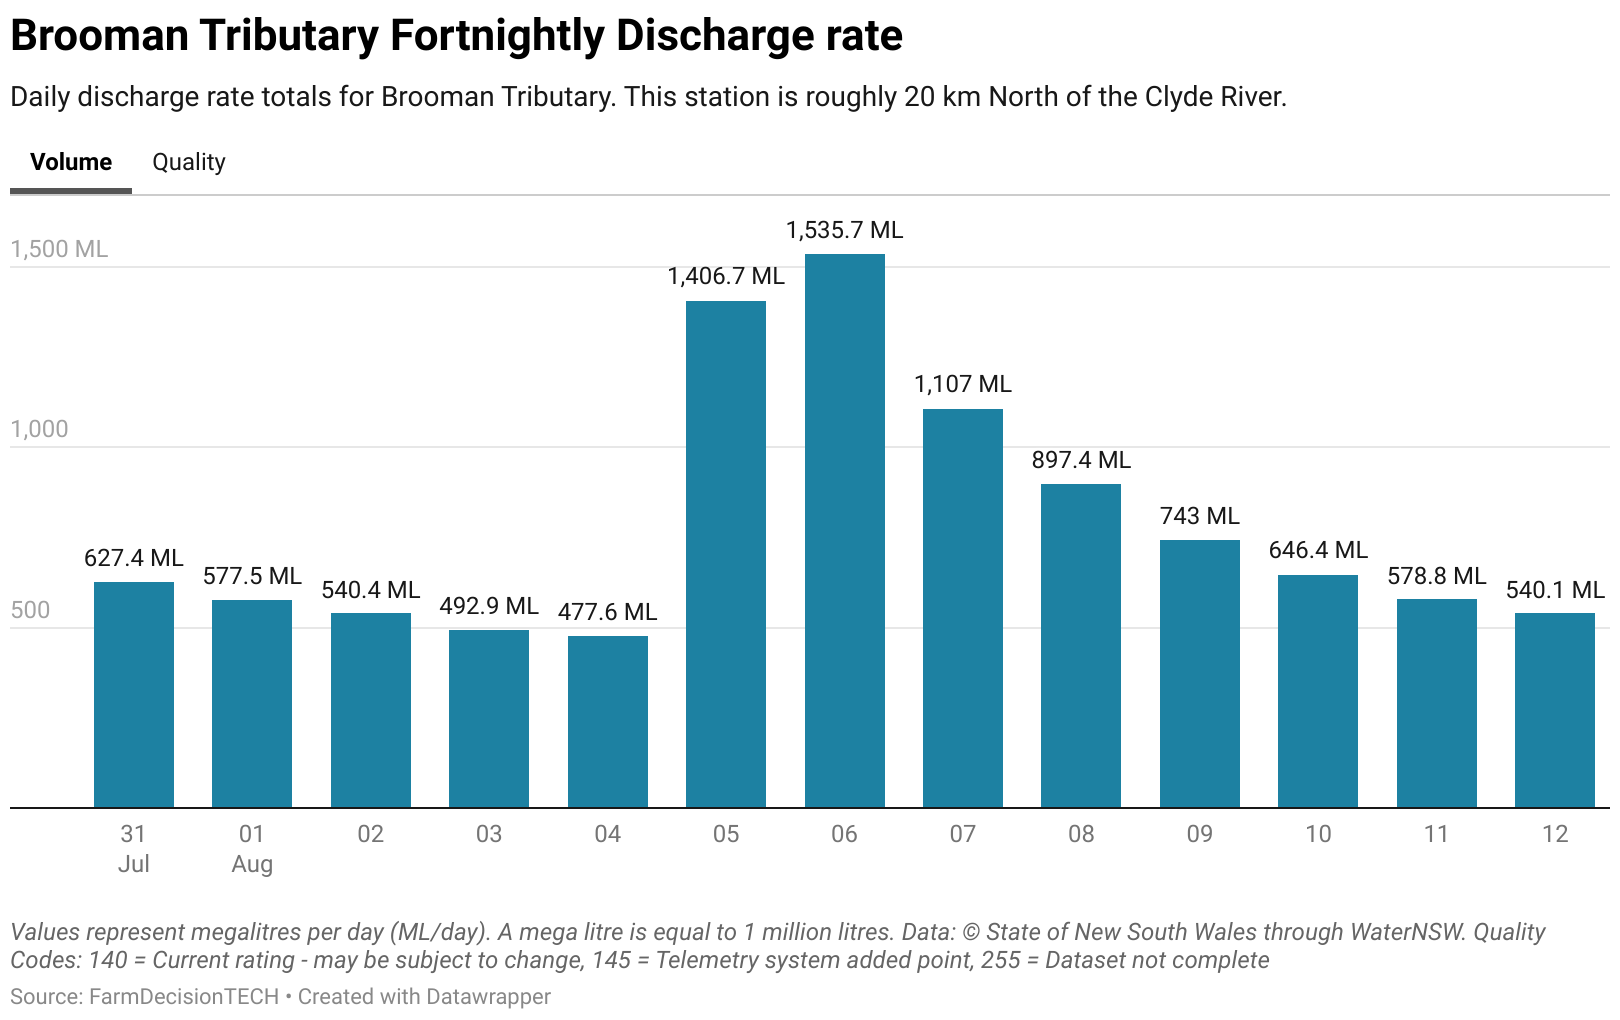 Brooman Tributary Fortnightly Discharge rate
Daily discharge rate totals for Brooman Tributary. This station is roughly 20 km North of the Clyde River.
Volume Quality
1,535.7 ML
1,500 ML
1,406.7 ML
1,107 ML
1,000
897.4 ML
743 ML
627.4 ML 577.5 ML 540.4 ML 492.9 ML 477.6 ML 646.4 ML 578.8 ML 540.1 ML
500
31 01 02 03 04 05 06 07 08 09 10 11 12
Jul Aug
Values represent megalitres per day (ML/day). A mega litre is equal to 1 million litres. Data: © State of New South Wales through WaterNSW. Quality
Codes: 140 = Current rating - may be subject to change, 145 = Telemetry system added point, 255 = Dataset not complete
Source: FarmDecisionTECH • Created with Datawrapper